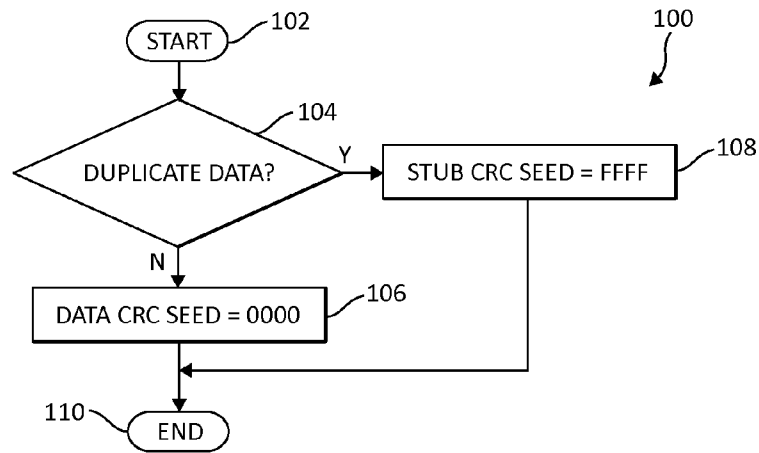 START
102
100
104
DUPLICATE DATA?
Y
STUB CRC SEED = FFFF
108
N
DATA CRC SEED = 0000
106
110
END